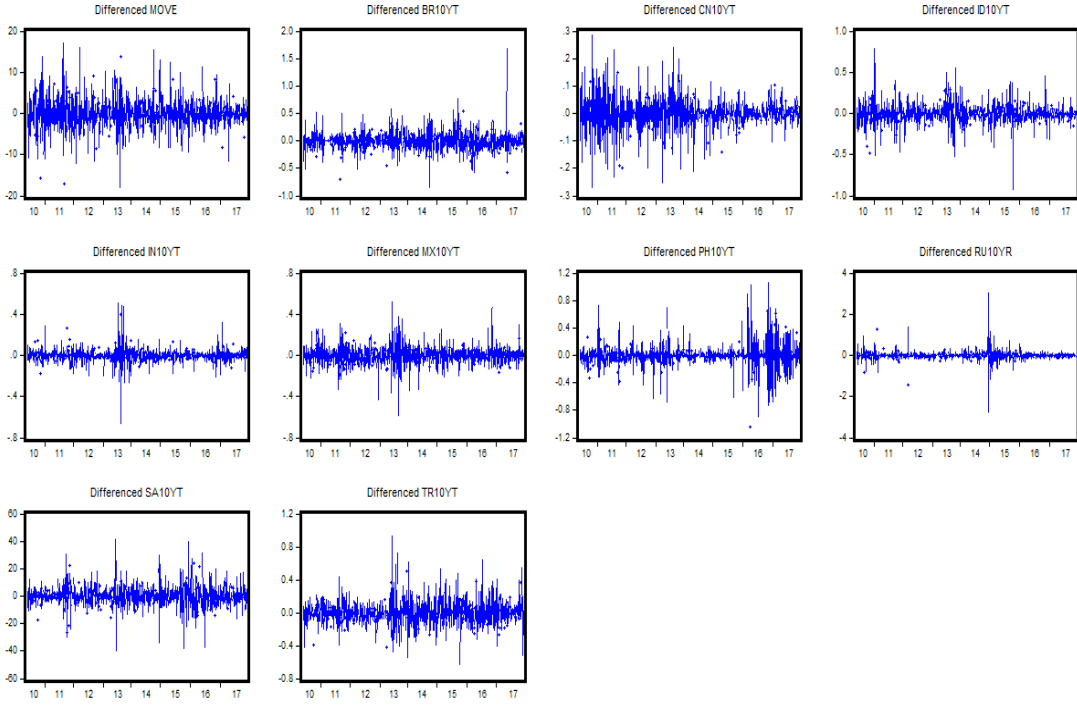 Differenced MOVE
20
10
0
-10
-20
10 11 12 13 14 15 16 17
Differenced BR10YT
2.0
1.5
1.0
0.5
0.0
-0.5
-1.0
10 11 12 13 14 15 16 17
Differenced CN10YT
.3
.2
.1
.0
-.1
-.2
-.3
10 11 12 13 14 15 16 17
Differenced ID10YT
1.0
0.5
0.0
-0.5
-1.0
10 11 12 13 14 15 16 17
Differenced IN10YT
.8
.4
.0
-.4
-.8
10 11 12 13 14 15 16 17
Differenced MX10YT
.8
.4
.0
-.4
-.8
10 11 12 13 14 15 16 17
Differenced PH10YT
1.2
0.8
0.4
0.0
-0.4
-0.8
-1.2
10 11 12 13 14 15 16 17
Differenced RU10YR
4
2
0
-2
-4
10 11 12 13 14 15 16 17
Differenced SA10YT
60
40
20
0
-20
-40
-60
10 11 12 13 14 15 16 17
Differenced TR10YT
1.2
0.8
0.4
0.0
-0.4
-0.8
10 11 12 13 14 15 16 17